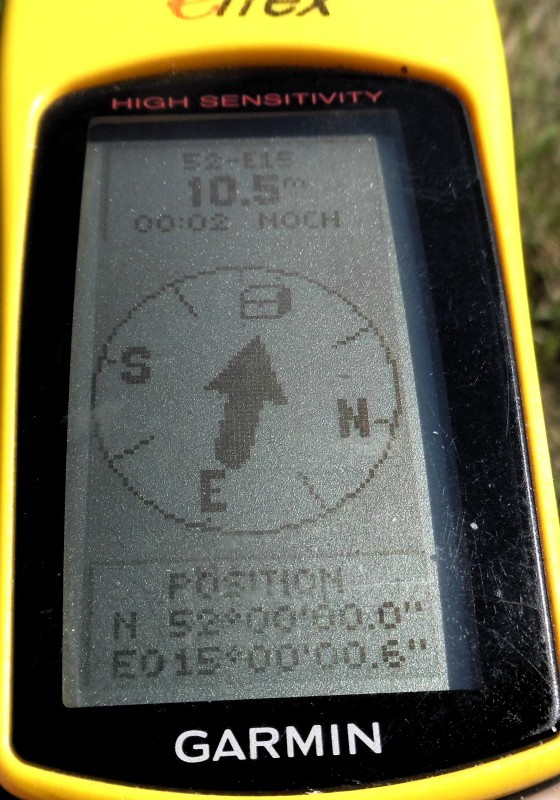 eTrex
HIGH SENSITIVITY
52-E15
10.5m
00:02 NOCH
S
N
E
POSITION
N 52°00'00.0"
E015°00'00.6"
GARMIN